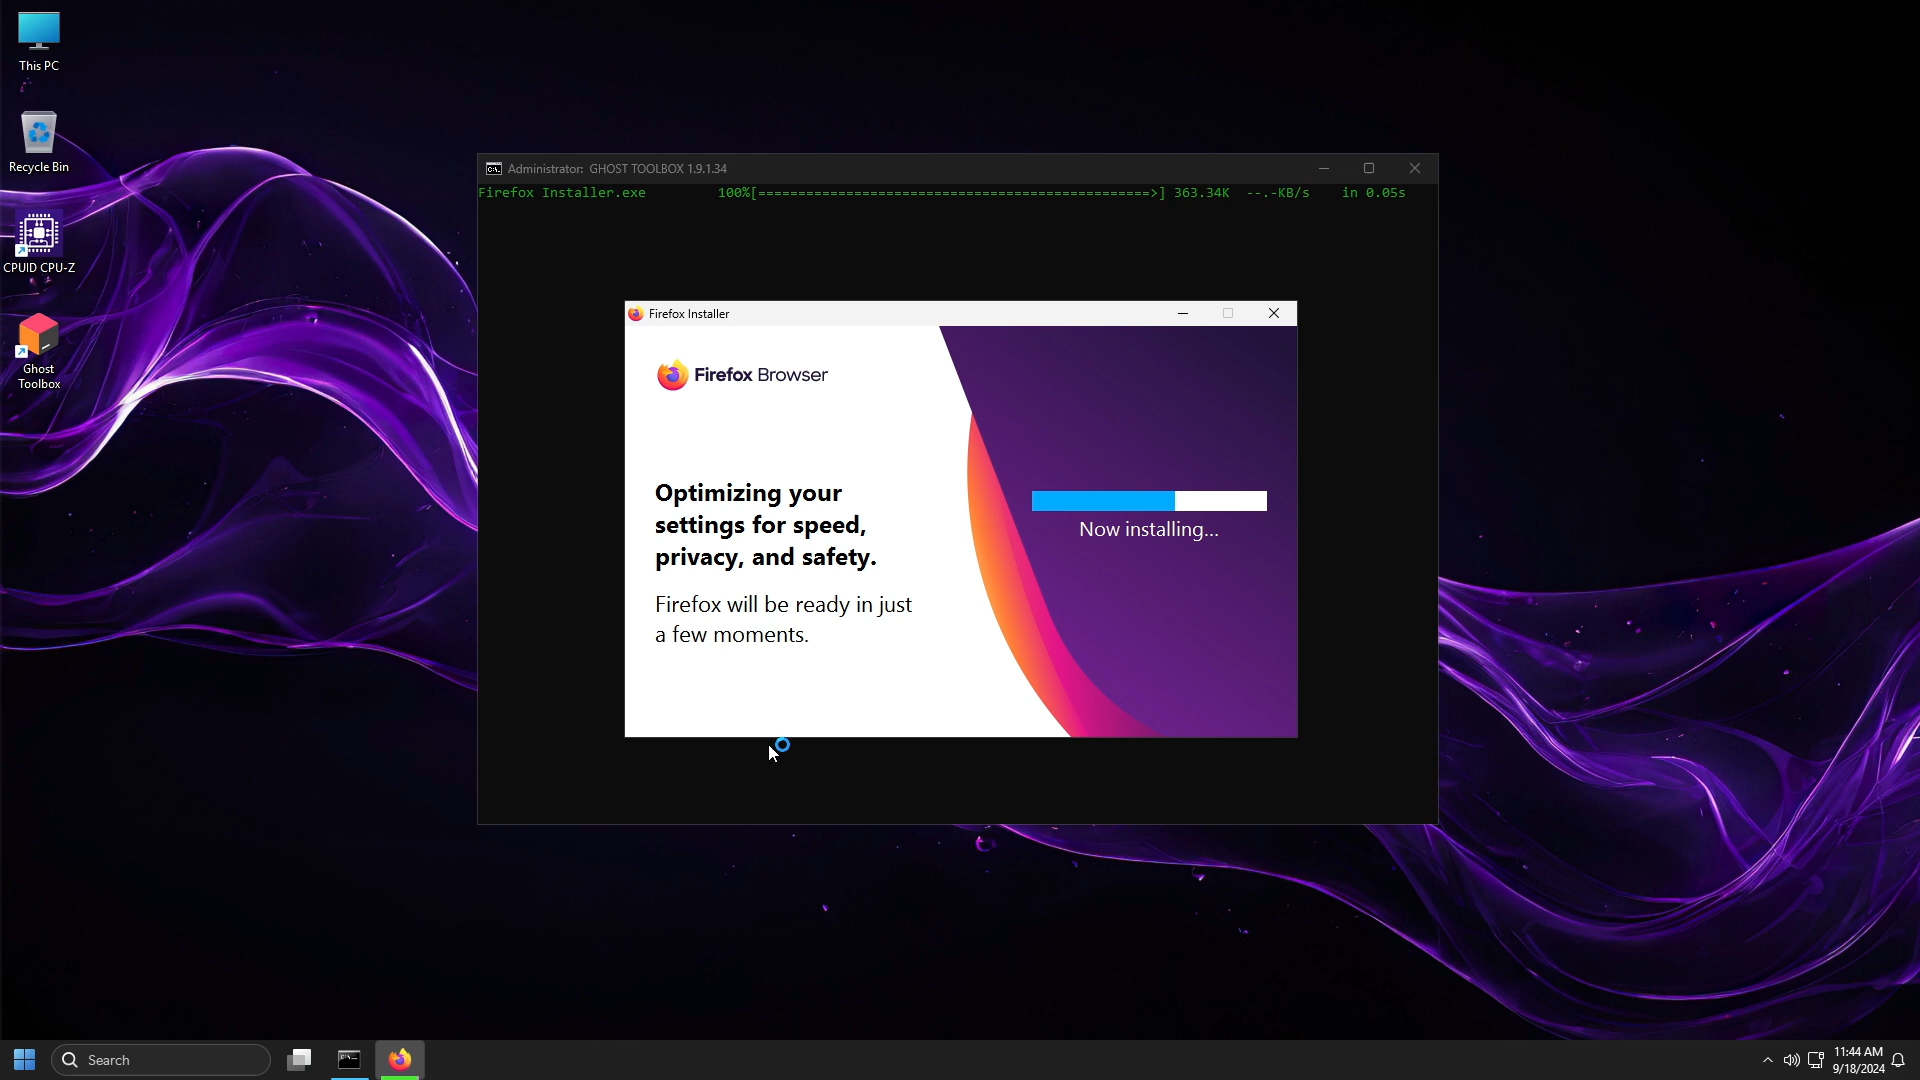 This PC
Recycle Bin
CPUID CPU-Z
Ghost
Toolbox
Administrator:  GHOST TOOLBOX 1.9.1.34
Firefox Installer.exe         100%[=================================================>] 363.34K  --.-KB/s    in 0.05s
Firefox Installer
Firefox Browser
Optimizing your
settings for speed,
privacy, and safety.
Firefox will be ready in just
a few moments.
Now installing...
Search
11:44 AM
9/18/2024